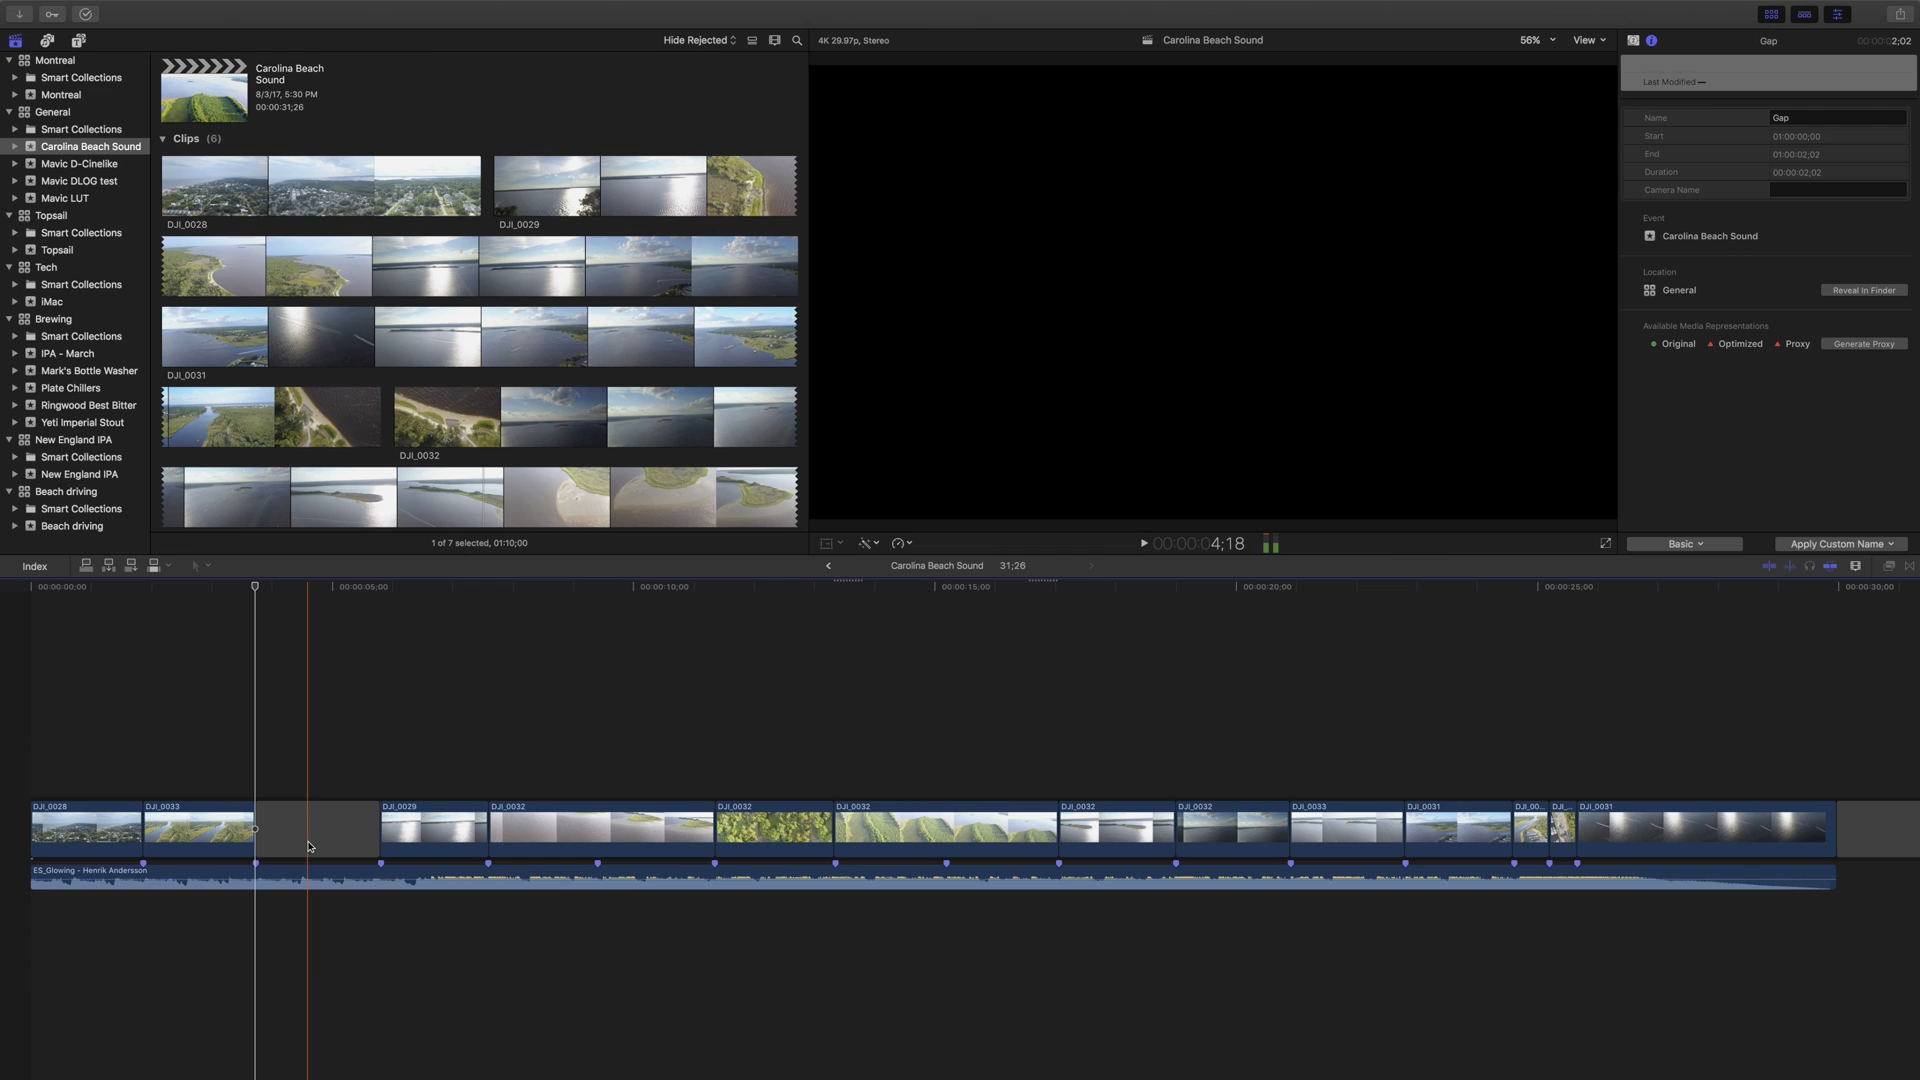 Hide Rejected
4K 29.97p, Stereo
Carolina Beach Sound
56%
View
Gap
00:00:02;02
Montreal
Smart Collections
Montreal
General
Smart Collections
Carolina Beach Sound
Mavic D-Cinelike
Mavic DLOG test
Mavic LUT
Topsail
Smart Collections
Topsail
Tech
Smart Collections
iMac
Brewing
Smart Collections
IPA - March
Mark's Bottle Washer
Plate Chillers
Ringwood Best Bitter
Yeti Imperial Stout
New England IPA
Smart Collections
New England IPA
Beach driving
Smart Collections
Beach driving
Carolina Beach
Sound
8/3/17, 5:30 PM
00:00:31;26
Clips (6)
DJI_0028
DJI_0029
DJI_0031
DJI_0032
1 of 7 selected, 01:10;00
00:00:04;18
Last Modified —
Name Gap
Start 01:00:00;00
End 01:00:02;02
Duration 00:00:02;02
Camera Name
Event
Carolina Beach Sound
Location
General
Reveal In Finder
Available Media Representations
Original Optimized Proxy Generate Proxy
Basic
Apply Custom Name
Index
Carolina Beach Sound 31;26
00:00:00;00 00:00:05;00 00:00:10;00 00:00:15;00 00:00:20;00 00:00:25;00 00:00:30;00
DJI_0028 DJI_0033 DJI_0029 DJI_0032 DJI_0032 DJI_0032 DJI_0032 DJI_0032 DJI_0033 DJI_0031 DJI_00... DJI_... DJI_0031
ES_Glowing - Henrik Andersson